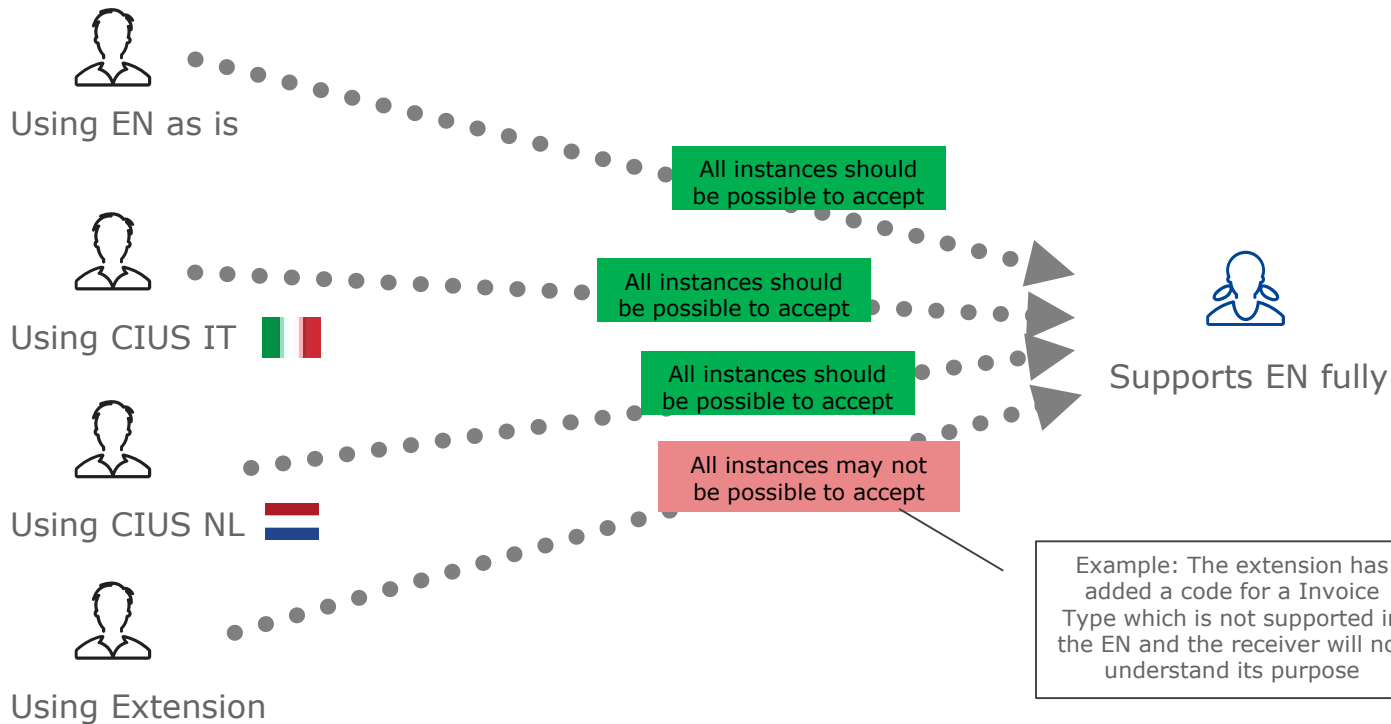 Using EN as is
All instances should
be possible to accept
Using CIUS IT
All instances should
be possible to accept
Supports EN fully
All instances should
be possible to accept
Using CIUS NL
All instances may not
be possible to accept
Example: The extension has
added a code for a Invoice
Type which is not supported in
the EN and the receiver will no
understand its purpose
Using Extension